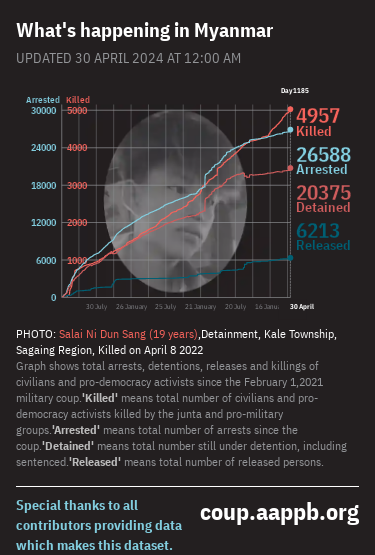 What's happening in Myanmar
UPDATED 30 APRIL 2024 AT 12:00 AM
Day1185
Arrested Killed
30000 5000
24000 4000
18000 3000
12000 2000
6000 1000
0
4957
Killed
26588
Arrested
20375
Detained
6213
Released
30 July 26 January 25 July 21 January 20 July 16 Janu. 30 April
PHOTO: Salai Ni Dun Sang (19 years),Detainment, Kale Township,
Sagaing Region, Killed on April 8 2022
Graph shows total arrests, detentions, releases and killings of
civilians and pro-democracy activists since the February 1,2021
military coup.'Killed' means total number of civilians and pro-
democracy activists killed by the junta and pro-military
groups.'Arrested' means total number of arrests since the
coup.'Detained' means total number still under detention, including
sentenced.'Released' means total number of released persons.
Special thanks to all
contributors providing data
which makes this dataset.
coup.aappb.org